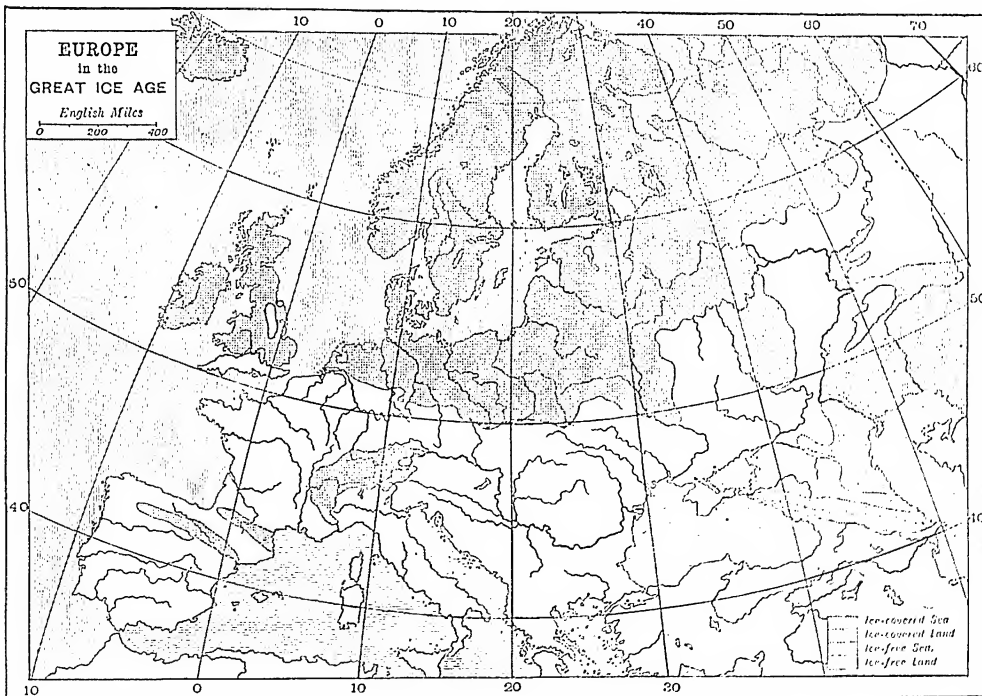 EUROPE
in the
GREAT ICE AGE
English Miles
0 200 400
10 0 10 20 30 40 50 60 70
60
50
50
40
40
10 0 10 20 30
Ice-covered Sea
Ice-covered Land
Ice-free Sea,
Ice-free Land